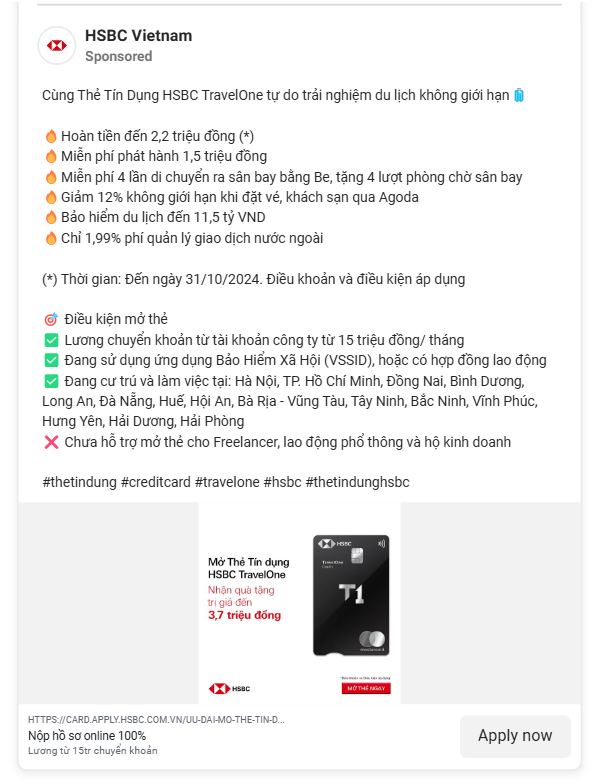 HSBC Vietnam
Sponsored
Cùng Thẻ Tín Dụng HSBC TravelOne tự do trải nghiệm du lịch không giới hạn🧳
🔥Hoàn tiền đến 2,2 triệu đồng (*)
🔥Miễn phí phát hành 1,5 triệu đồng
🔥Miễn phí 4 lần di chuyển ra sân bay bằng Be, tặng 4 lượt phòng chờ sân bay
🔥Giảm 12% không giới hạn khi đặt vé, khách sạn qua Agoda
🔥Bảo hiểm du lịch đến 11,5 tỷ VND
🔥Chỉ 1,99% phí quản lý giao dịch nước ngoài
(*) Thời gian: Đến ngày 31/10/2024. Điều khoản và điều kiện áp dụng
🎯 Điều kiện mở thẻ
✅ Lương chuyển khoản từ tài khoản công ty từ 15 triệu đồng/ tháng
✅ Đang sử dụng ứng dụng Bảo Hiểm Xã Hội (VSSID), hoặc có hợp đồng lao động
✅ Đang cư trú và làm việc tại: Hà Nội, TP. Hồ Chí Minh, Đồng Nai, Bình Dương,
Long An, Đà Nẵng, Huế, Hội An, Bà Rịa - Vũng Tàu, Tây Ninh, Bắc Ninh, Vĩnh Phúc,
Hưng Yên, Hải Dương, Hải Phòng
❌ Chưa hỗ trợ mở thẻ cho Freelancer, lao động phổ thông và hộ kinh doanh
#thetindung #creditcard #travelone #hsbc #thetindunghsbc
Mở Thẻ Tín dụng
HSBC TravelOne
Nhận quà tặng
trị giá đến
3,7 triệu đồng
HSBC
TravelOne
T1
mastercard
HSBC
MỞ THẺ NGAY
HTTPS://CARD.APPLY.HSBC.COM.VN/UU-DAI-MO-THE-TIN-D...
Nộp hồ sơ online 100%
Lương từ 15tr chuyển khoản
Apply now